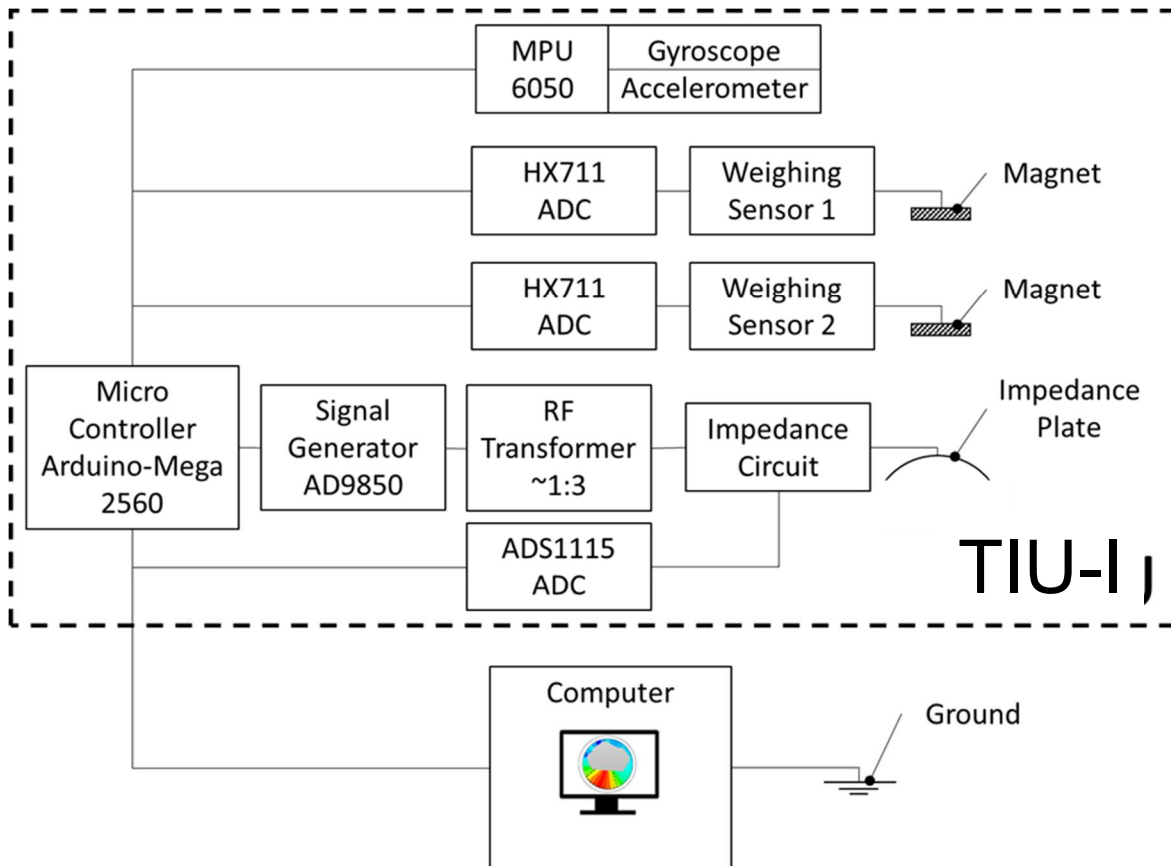 MPU
6050
Gyroscope
Accelerometer
HX711
ADC
Weighing
Sensor 1
Magnet
HX711
ADC
Weighing
Sensor 2
Magnet
Micro
Controller
Arduino-Mega
2560
Signal
Generator
AD9850
RF
Transformer
~1:3
Impedance
Circuit
Impedance
Plate
ADS1115
ADC
TIU-I
Computer
Ground